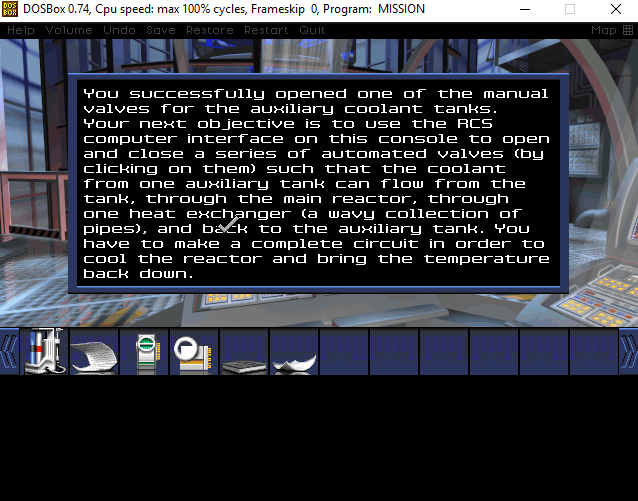 DOS
BOX
DOSBox 0.74, Cpu speed: max 100% cycles, Frameskip 0, Program: MISSION
Help Volume Undo Save Restore Restart Quit Map
You successfully opened one of the manual
valves for the auxiliary coolant tanks.
Your next objective is to use the RCS
computer interface on this console to open
and close a series of automated valves (by
clicking on them) such that the coolant
from one auxiliary tank can flow from the
tank, through the main reactor, through
one heat exchanger (a wavy collection of
pipes), and back to the auxiliary tank. You
have to make a complete circuit in order to
cool the reactor and bring the temperature
back down.